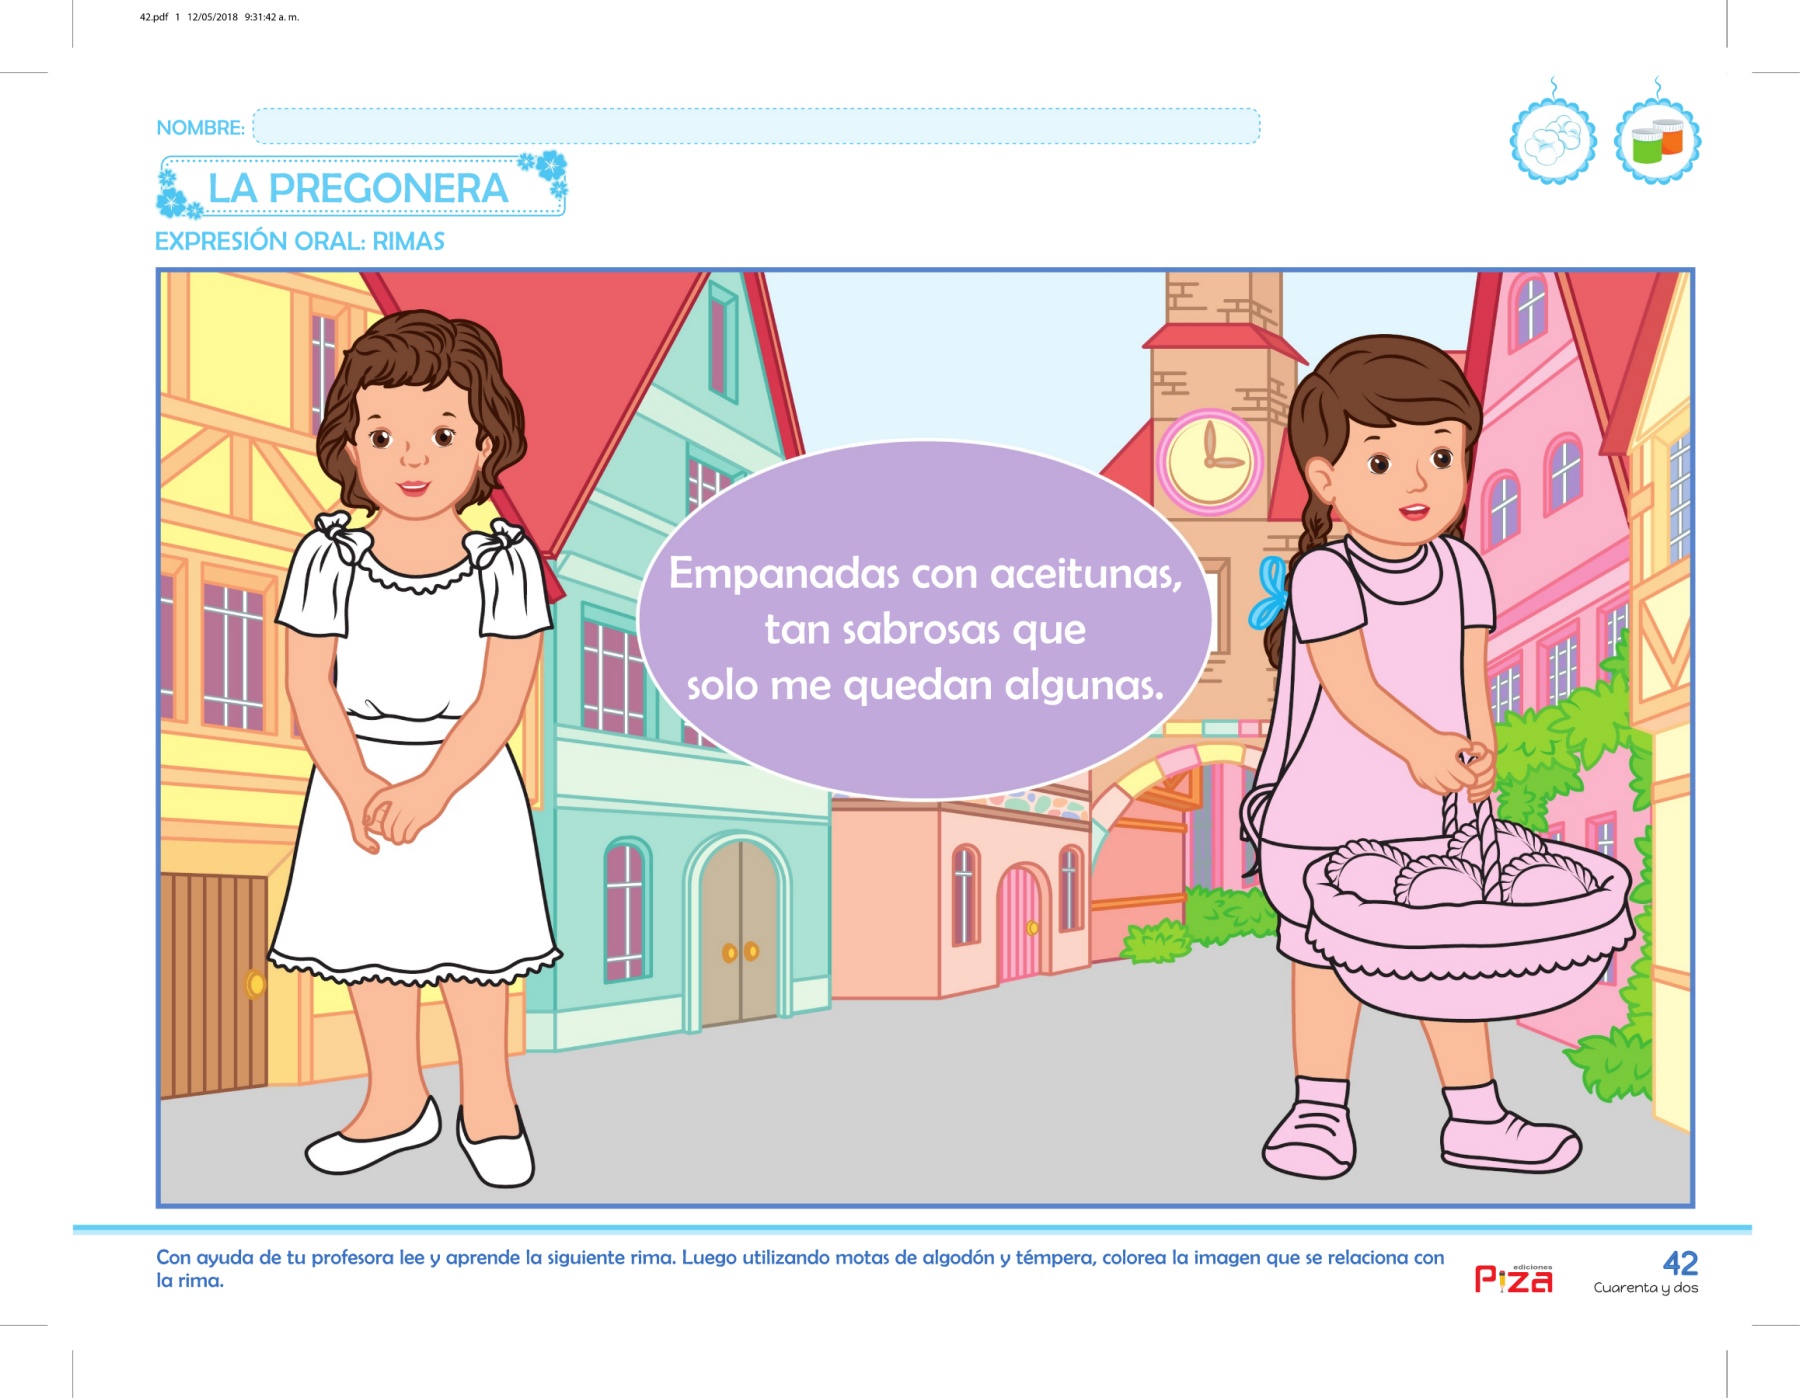 42.pdf 1 12/05/2018 9:31:42 a. m.
NOMBRE:
LA PREGONERA
EXPRESIÓN ORAL: RIMAS
Empanadas con aceitunas,
tan sabrosas que
solo me quedan algunas.
Con ayuda de tu profesora lee y aprende la siguiente rima. Luego utilizando motas de algodón y témpera, colorea la imagen que se relaciona con
la rima.
ediciones
Piza
42
Cuarenta y dos